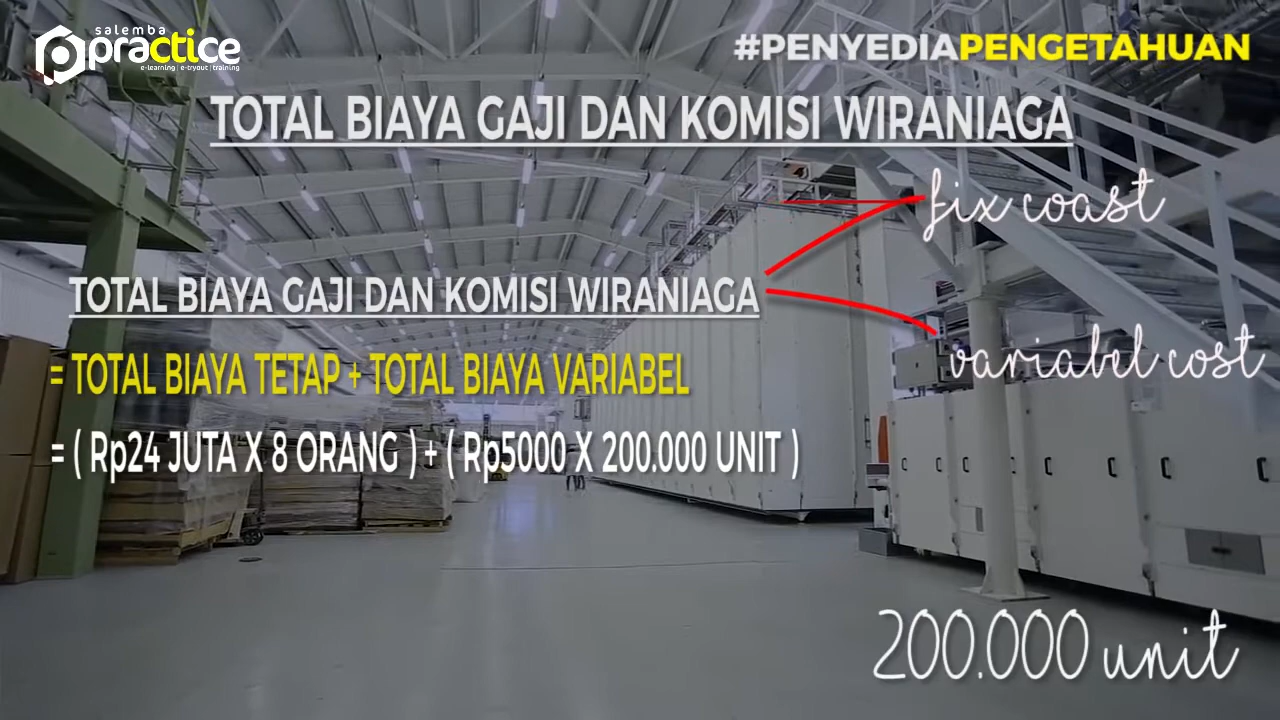 salemba
practice
e-learning | e-tryout | training
#PENYEDIAPENGETAHUAN
TOTAL BIAYA GAJI DAN KOMISI WIRANIAGA
fix coast
TOTAL BIAYA GAJI DAN KOMISI WIRANIAGA
variabel cost
= TOTAL BIAYA TETAP + TOTAL BIAYA VARIABEL
= ( Rp24 JUTA X 8 ORANG ) + ( Rp5000 X 200.000 UNIT )
200.000 unit